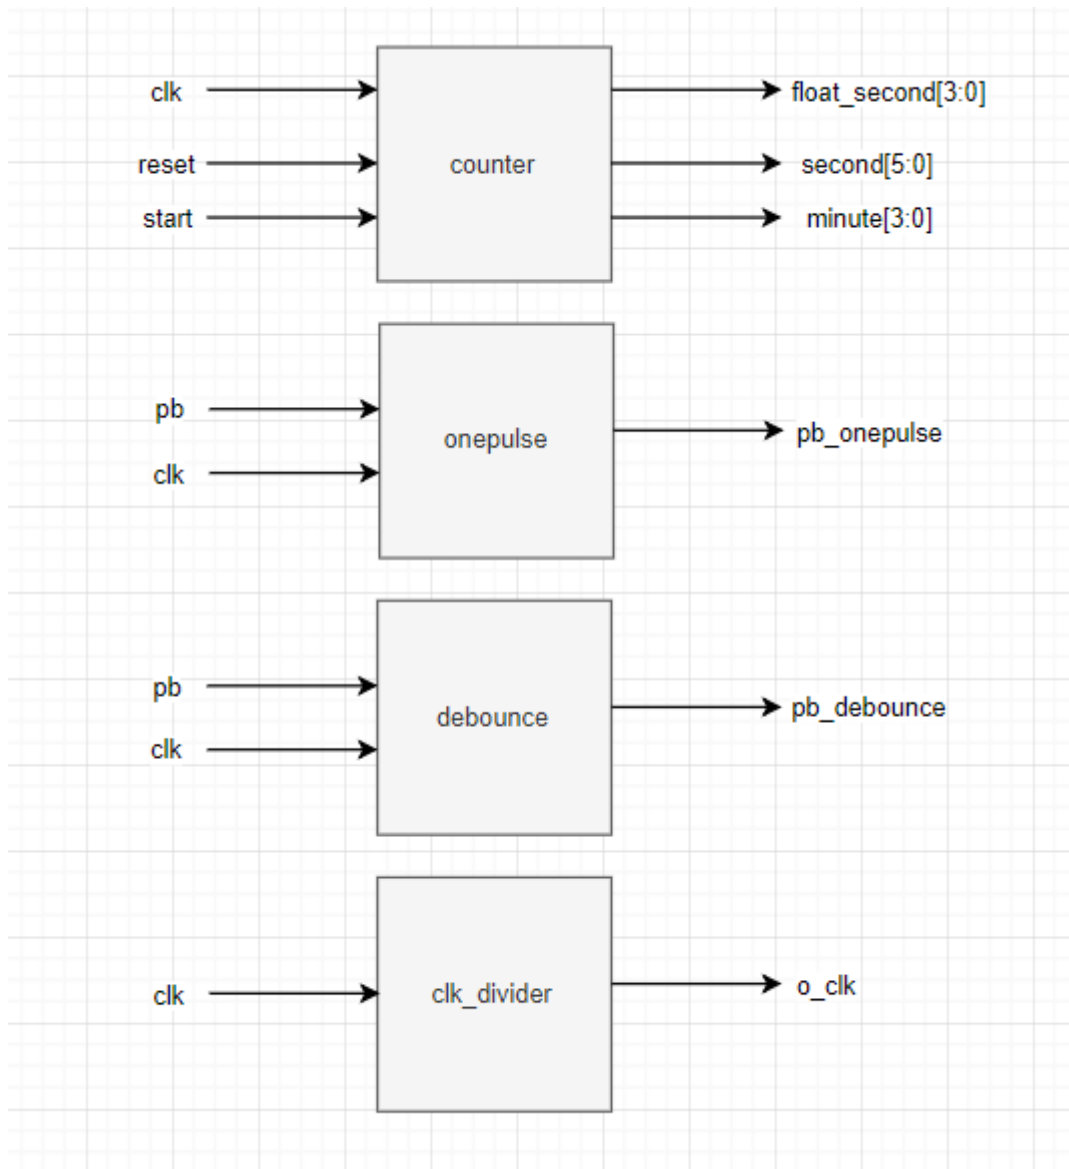 clk
reset
start
counter
float_second[3:0]
second[5:0]
minute[3:0]
pb
clk
onepulse
pb_onepulse
pb
clk
debounce
pb_debounce
clk
clk_divider
o_clk